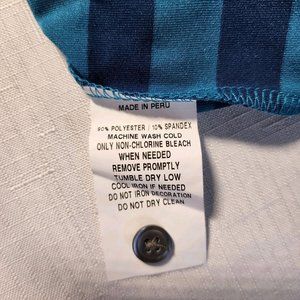 MADE IN PERU
90% POLYESTER / 10% SPANDEX
MACHINE WASH COLD
ONLY NON-CHLORINE BLEACH
WHEN NEEDED
REMOVE PROMPTLY
TUMBLE DRY LOW
COOL IRON IF NEEDED
DO NOT IRON DECORATION
DO NOT DRY CLEAN